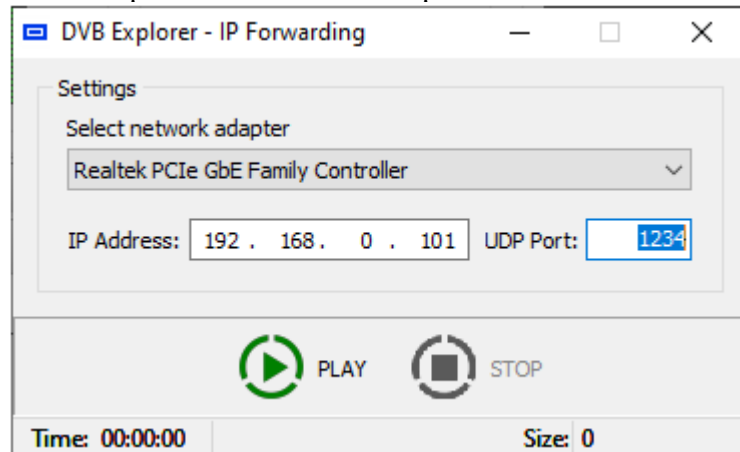 DVB Explorer - IP Forwarding
Settings
Select network adapter
Realtek PCIe GbE Family Controller
IP Address: 192 . 168 . 0 . 101 UDP Port: 1234
PLAY STOP
Time: 00:00:00 Size: 0